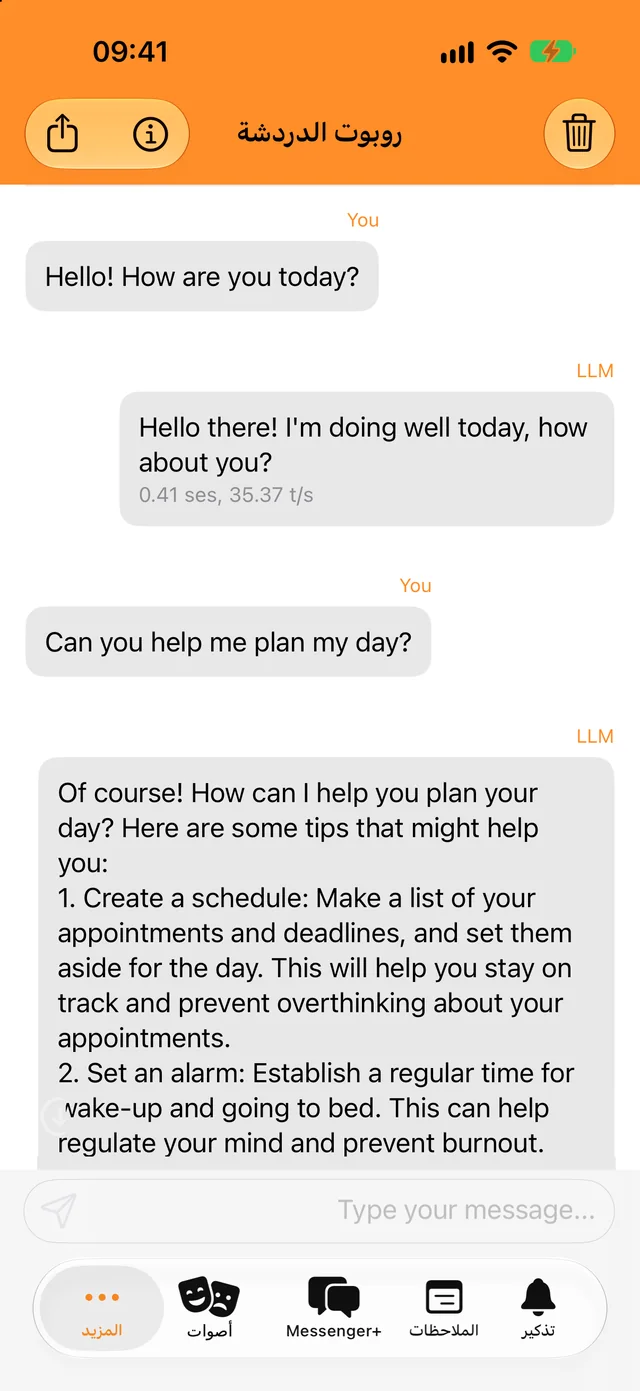 09:41
روبوت الدردشة
You
Hello! How are you today?
LLM
Hello there! I'm doing well today, how
about you?
0.41 ses, 35.37 t/s
You
Can you help me plan my day?
LLM
Of course! How can I help you plan your
day? Here are some tips that might help
you:
1. Create a schedule: Make a list of your
appointments and deadlines, and set them
aside for the day. This will help you stay on
track and prevent overthinking about your
appointments.
2. Set an alarm: Establish a regular time for
wake-up and going to bed. This can help
regulate your mind and prevent burnout.
Type your message...
تذكير
الملاحظات
Messenger+
أصوات
المزيد